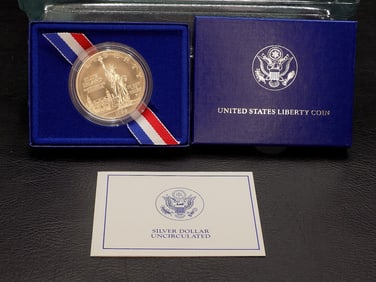 UNITED STATES LIBERTY COIN
SILVER DOLLAR
UNCIRCULATED